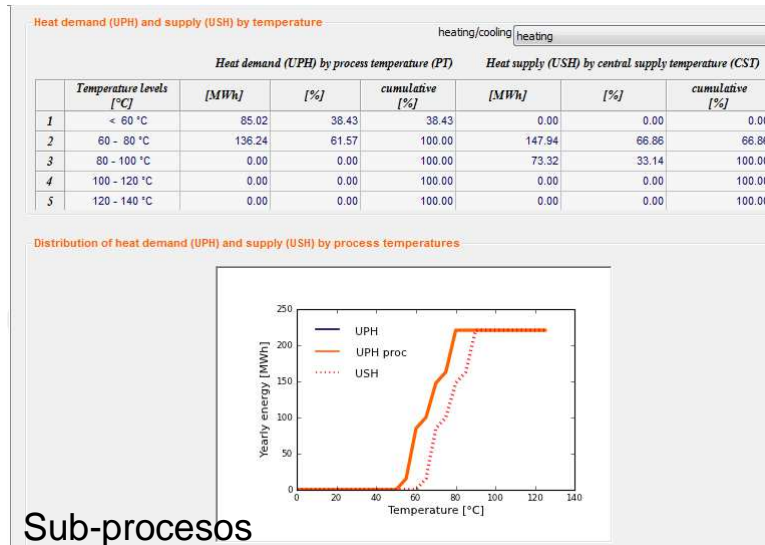 Heat demand (UPH) and supply (USH) by temperature
heating/cooling heating
Heat demand (UPH) by process temperature (PT) Heat supply (USH) by central supply temperature (CST)
Temperature levels [°C] [MWh] [%] cumulative [%] [MWh] [%] cumulative [%]
1 < 60 °C 85.02 38.43 38.43 0.00 0.00 0.00
2 60 - 80 °C 136.24 61.57 100.00 147.94 66.86 66.86
3 80 - 100 °C 0.00 0.00 100.00 73.32 33.14 100.00
4 100 - 120 °C 0.00 0.00 100.00 0.00 0.00 100.00
5 120 - 140 °C 0.00 0.00 100.00 0.00 0.00 100.00
Distribution of heat demand (UPH) and supply (USH) by process temperatures
Yearly energy [MWh]
250
200
150
100
50
0
UPH
UPH proc
USH
0 20 40 60 80 100 120 140
Temperature [°C]
Sub-procesos